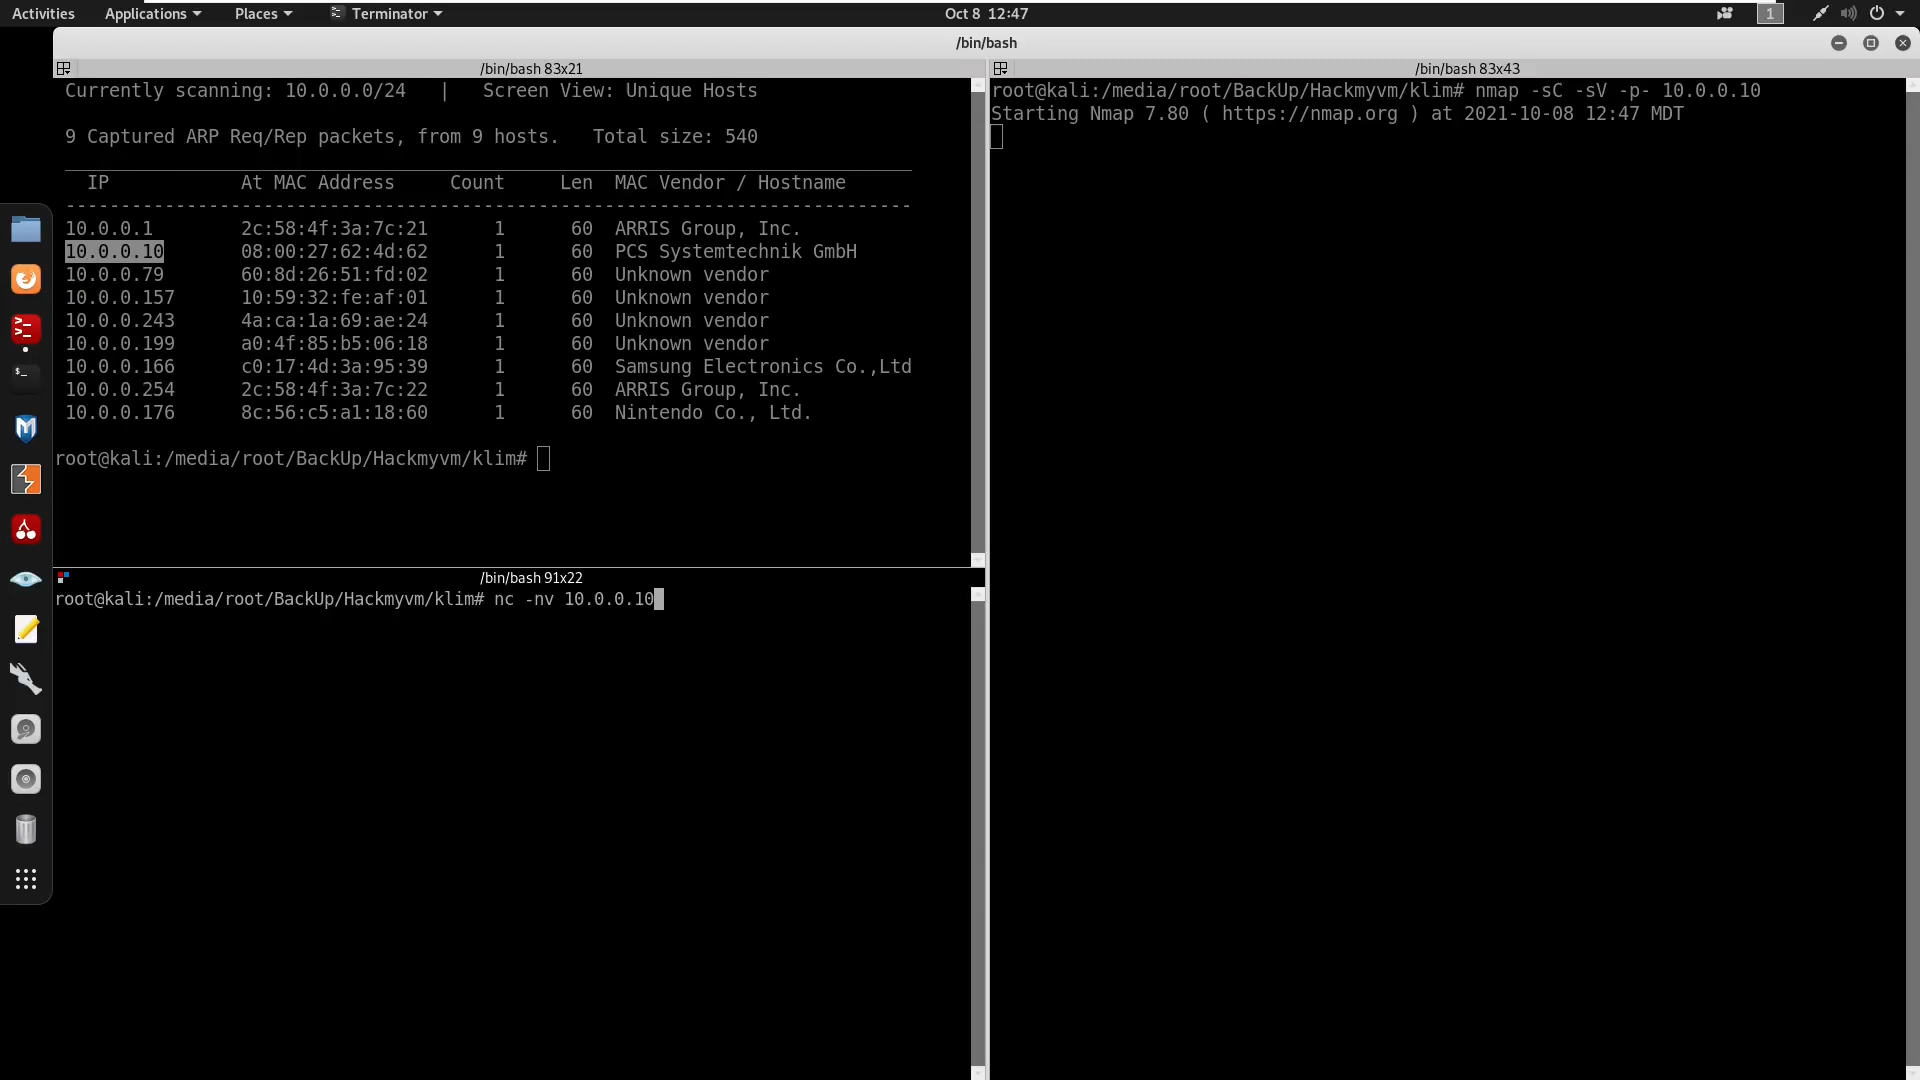 Activities Applications Places Terminator Oct 8 12:47 1
/bin/bash
/bin/bash 83x21
Currently scanning: 10.0.0.0/24 | Screen View: Unique Hosts
9 Captured ARP Req/Rep packets, from 9 hosts. Total size: 540
_____________________________________________________________________________
IP At MAC Address Count Len MAC Vendor / Hostname
-----------------------------------------------------------------------------
10.0.0.1 2c:58:4f:3a:7c:21 1 60 ARRIS Group, Inc.
10.0.0.10 08:00:27:62:4d:62 1 60 PCS Systemtechnik GmbH
10.0.0.79 60:8d:26:51:fd:02 1 60 Unknown vendor
10.0.0.157 10:59:32:fe:af:01 1 60 Unknown vendor
10.0.0.243 4a:ca:1a:69:ae:24 1 60 Unknown vendor
10.0.0.199 a0:4f:85:b5:06:18 1 60 Unknown vendor
10.0.0.166 c0:17:4d:3a:95:39 1 60 Samsung Electronics Co.,Ltd
10.0.0.254 2c:58:4f:3a:7c:22 1 60 ARRIS Group, Inc.
10.0.0.176 8c:56:c5:a1:18:60 1 60 Nintendo Co., Ltd.
root@kali:/media/root/BackUp/Hackmyvm/klim#
/bin/bash 91x22
root@kali:/media/root/BackUp/Hackmyvm/klim# nc -nv 10.0.0.10
/bin/bash 83x43
root@kali:/media/root/BackUp/Hackmyvm/klim# nmap -sC -sV -p- 10.0.0.10
Starting Nmap 7.80 ( https://nmap.org ) at 2021-10-08 12:47 MDT